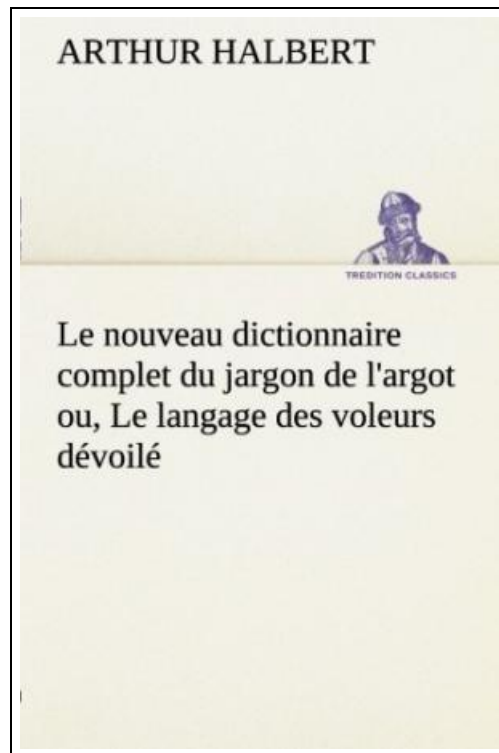 ARTHUR HALBERT
TREDITION CLASSICS
Le nouveau dictionnaire
complet du jargon de l'argot
ou, Le langage des voleurs
dévoilé